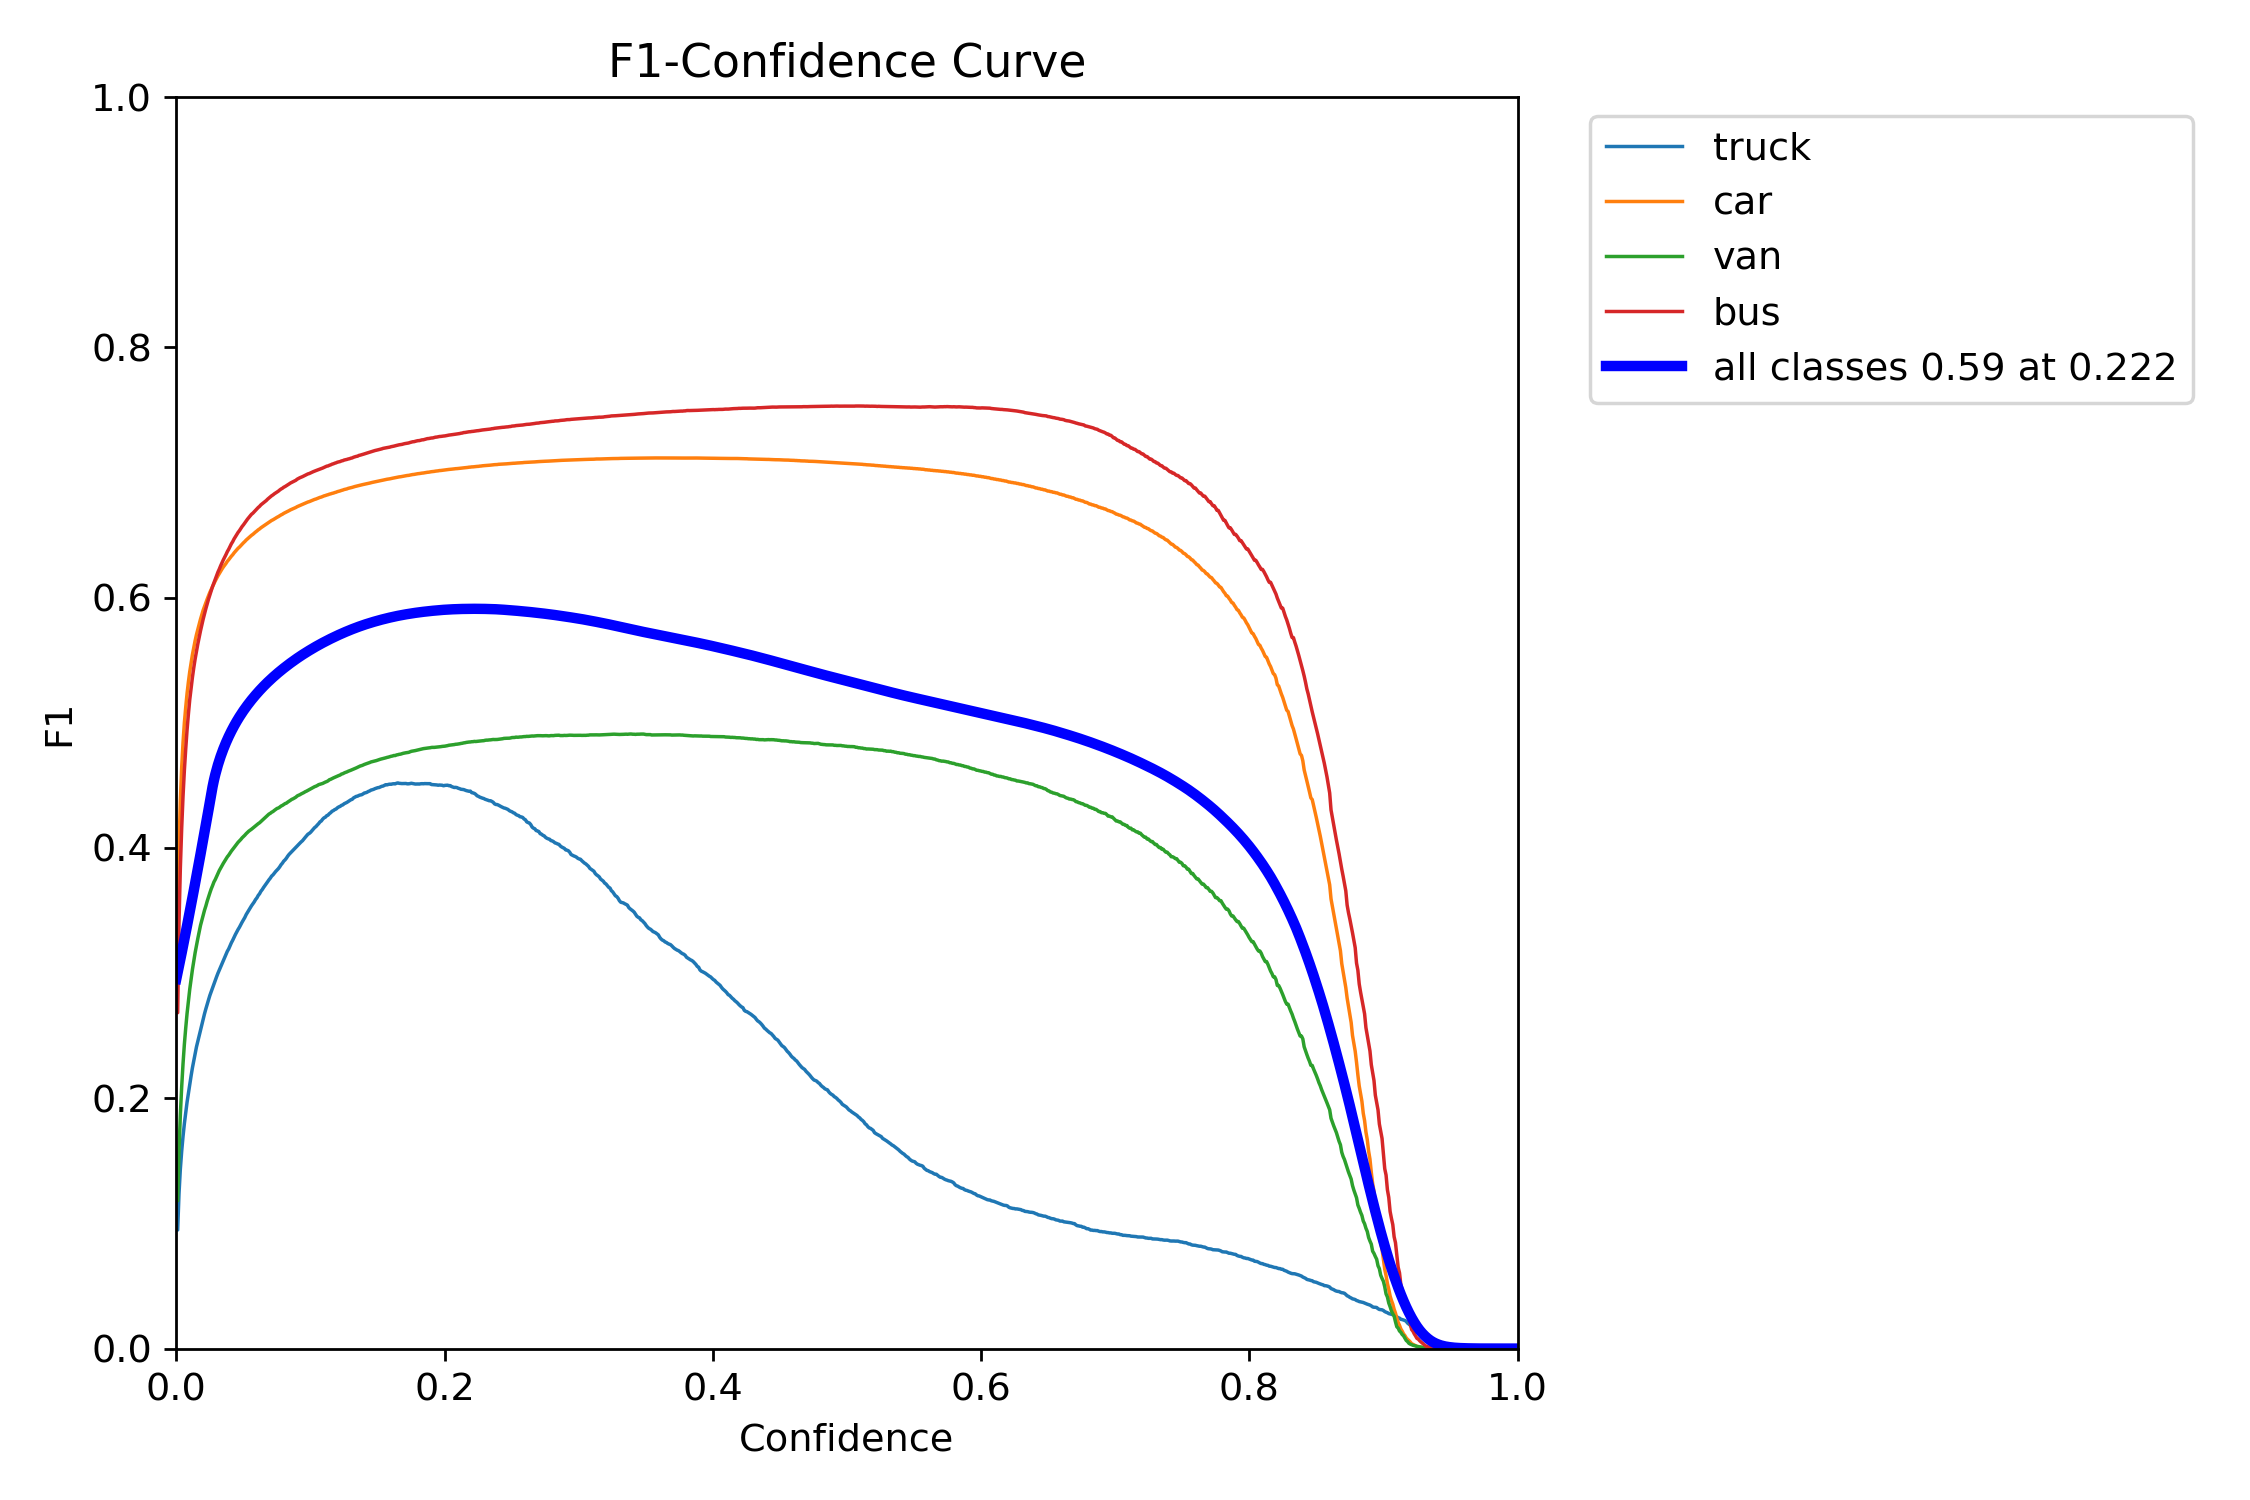 F1-Confidence Curve
1.0
0.8
0.6
0.4
0.2
0.0
F1
0.0 0.2 0.4 0.6 0.8 1.0
Confidence
truck
car
van
bus
all classes 0.59 at 0.222